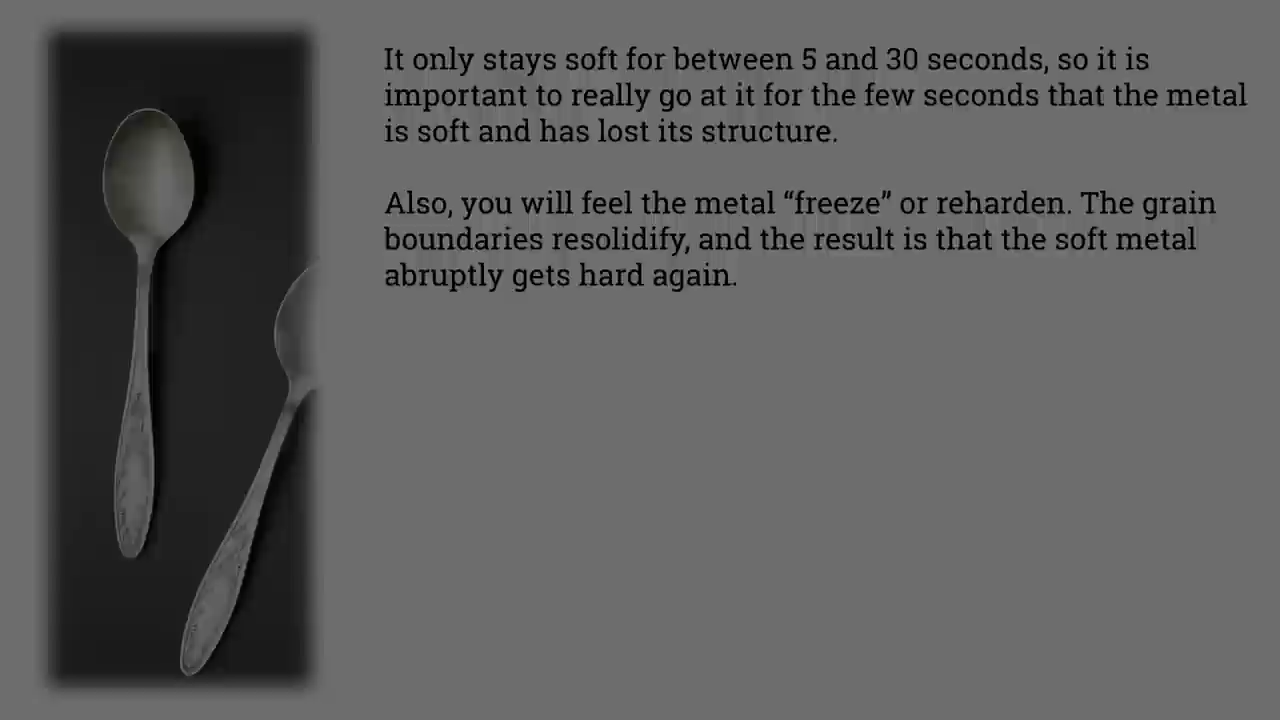 It only stays soft for between 5 and 30 seconds, so it is
important to really go at it for the few seconds that the metal
is soft and has lost its structure.
Also, you will feel the metal “freeze” or reharden. The grain
boundaries resolidify, and the result is that the soft metal
abruptly gets hard again.